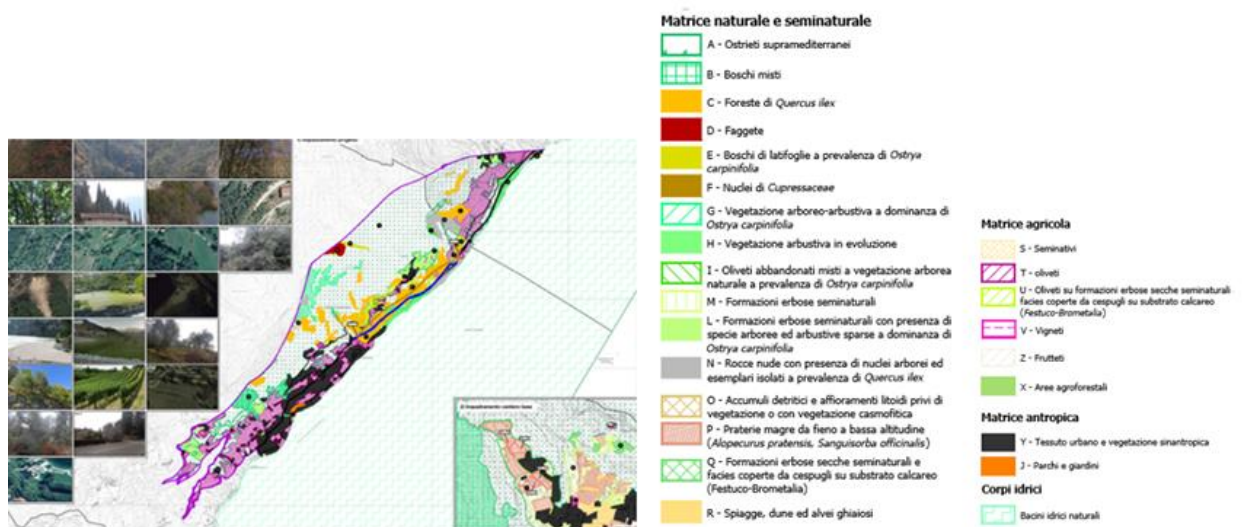 Matrice naturale e seminaturale
A - Ostrieti supramediterranei
B - Boschi misti
C - Foreste di Quercus ilex
D - Faggete
E - Boschi di latifoglie a prevalenza di Ostrya
carpinifolia
F - Nuclei di Cupressaceae
G - Vegetazione arboreo-arbustiva a dominanza di
Ostrya carpinifolia
H - Vegetazione arbustiva in evoluzione
I - Oliveti abbandonati misti a vegetazione arborea
naturale a prevalenza di Ostrya carpinifolia
M - Formazioni erbose seminaturali
L - Formazioni erbose seminaturali con presenza di
specie arboree ed arbustive sparse a dominanza di
Ostrya carpinifolia
N - Rocce nude con presenza di nuclei arborei ed
esemplari isolati a prevalenza di Quercus ilex
O - Accumuli detritici e affioramenti litoidi privi di
vegetazione o con vegetazione casmofitica
P - Praterie magre da fieno a bassa altitudine
(Alopecurus pratensis, Sanguisorba officinalis)
Q - Formazioni erbose secche seminaturali e
facies coperte da cespugli su substrato calcareo
(Festuco-Brometalia)
R - Spiagge, dune ed alvei ghiaiosi
Matrice agricola
S - Seminativi
T - oliveti
U - Oliveti su formazioni erbose secche seminaturali
facies coperte da cespugli su substrato calcareo
(Festuco-Brometalia)
V - Vigneti
Z - Frutteti
X - Aree agroforestali
Matrice antropica
Y - Tessuto urbano e vegetazione sinantropica
J - Parchi e giardini
Corpi idrici
Bacini idrici naturali